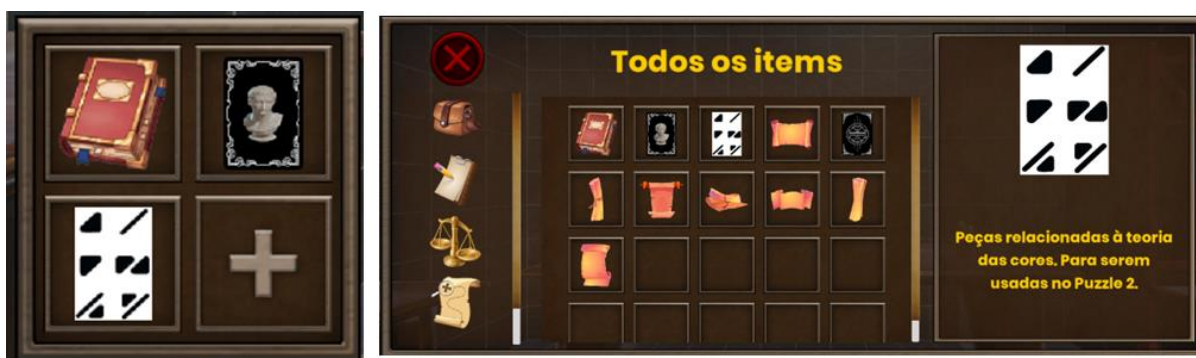 Todos os items
Peças relacionadas à teoria
das cores. Para serem
usadas no Puzzle 2.